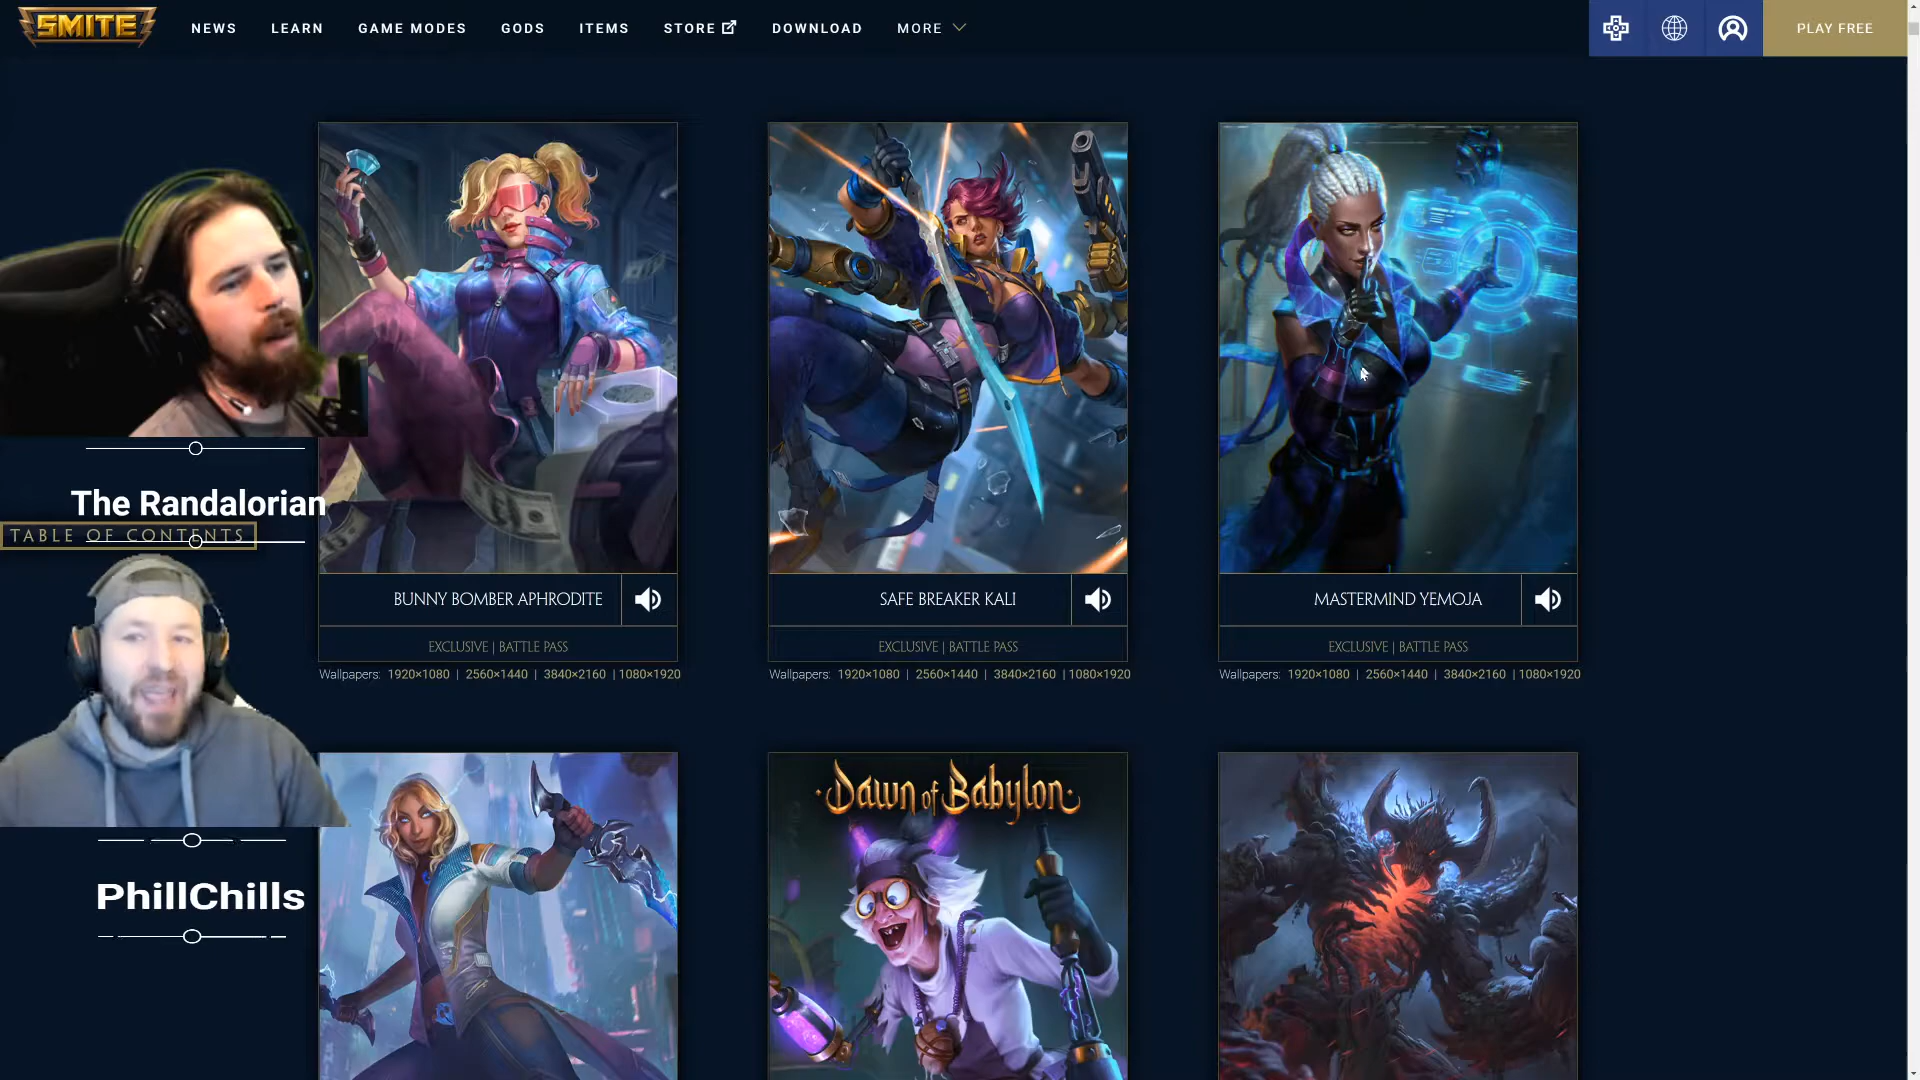 SMITE
NEWS LEARN GAME MODES GODS ITEMS STORE DOWNLOAD MORE
PLAY FREE
The Randalorian
TABLE OF CONTENTS
PhillChills
BUNNY BOMBER APHRODITE
EXCLUSIVE | BATTLE PASS
Wallpapers: 1920×1080 | 2560×1440 | 3840×2160 | 1080×1920
SAFE BREAKER KALI
EXCLUSIVE | BATTLE PASS
Wallpapers: 1920×1080 | 2560×1440 | 3840×2160 | 1080×1920
MASTERMIND YEMOJA
EXCLUSIVE | BATTLE PASS
Wallpapers: 1920×1080 | 2560×1440 | 3840×2160 | 1080×1920
Dawn of Babylon